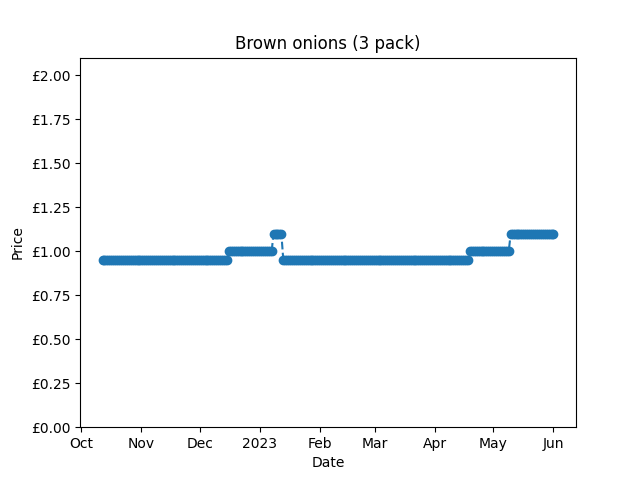 Brown onions (3 pack)
£2.00
£1.75
£1.50
£1.25
£1.00
£0.75
£0.50
£0.25
£0.00
Price
Oct Nov Dec 2023 Feb Mar Apr May Jun
Date